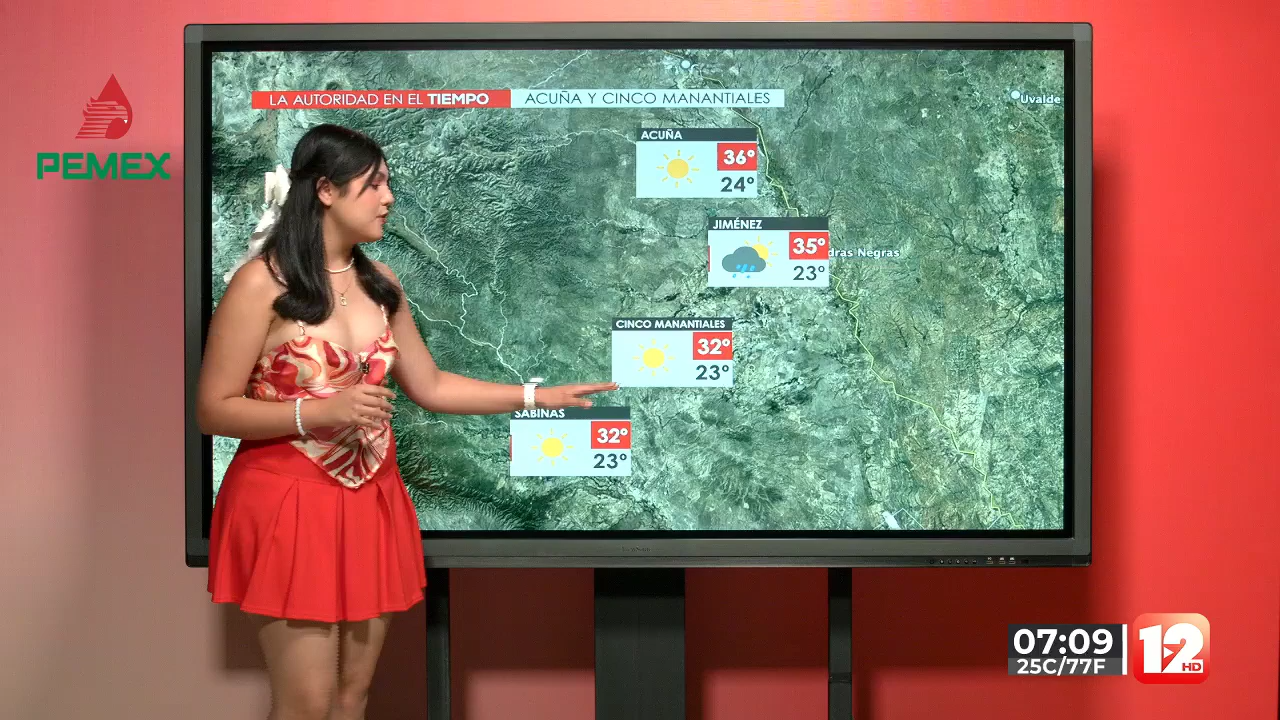 PEMEX
LA AUTORIDAD EN EL TIEMPO ACUÑA Y CINCO MANANTIALES
Uvalde
ACUÑA
36°
24°
JIMÉNEZ
35°
23°
dras Negras
CINCO MANANTIALES
32°
23°
SABINAS
32°
23°
07:09
25C/77F
12
HD